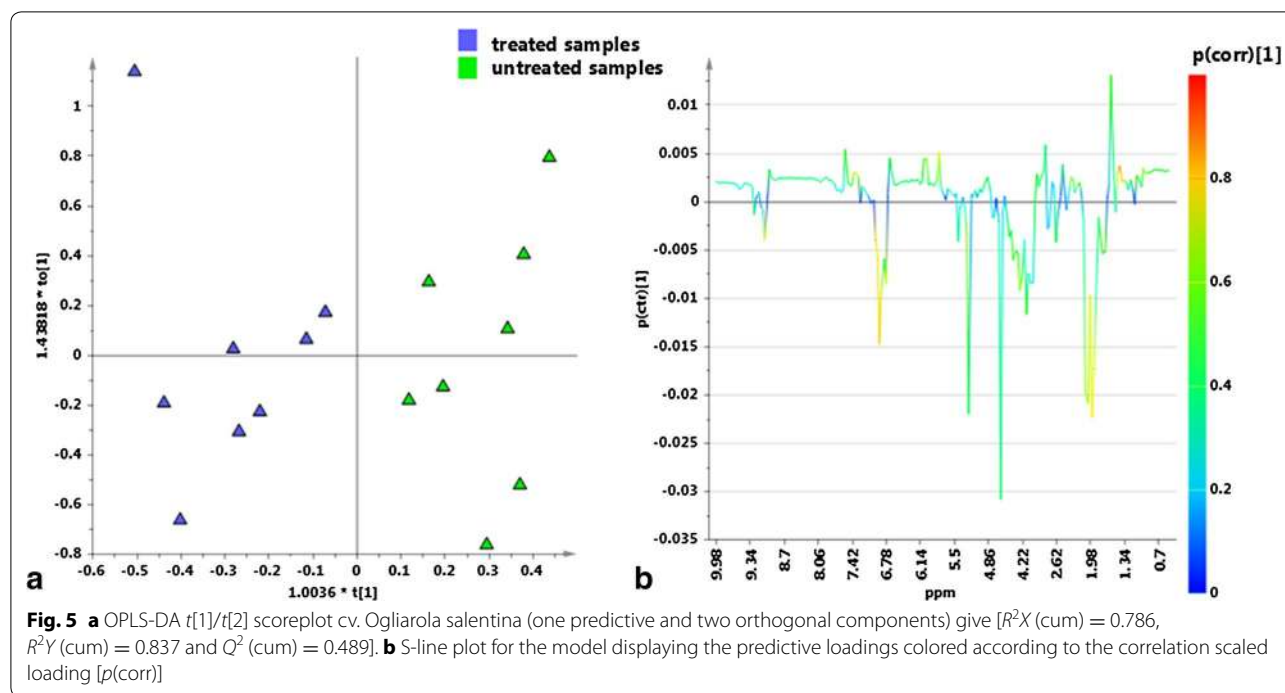 treated samples
untreated samples
1
0.8
0.6
0.4
0.2
0
-0.2
-0.4
-0.6
-0.8
1.43818 * to[1]
-0.6 -0.5 -0.4 -0.3 -0.2 -0.1 0 0.1 0.2 0.3 0.4
1.0036 * t[1]
a
p(corr)[1]
0.01
0.005
0
-0.005
-0.01
-0.015
-0.02
-0.025
-0.03
-0.035
p(ctr)[1]
9.98 9.34 8.7 8.06 7.42 6.78 6.14 5.5 4.86 4.22 2.62 1.98 1.34 0.7
ppm
b
0.8
0.6
0.4
0.2
0
Fig. 5 a OPLS-DA t[1]/t[2] scoreplot cv. Ogliarola salentina (one predictive and two orthogonal components) give [R²X (cum) = 0.786,
R²Y (cum) = 0.837 and Q² (cum) = 0.489]. b S-line plot for the model displaying the predictive loadings colored according to the correlation scaled
loading [p(corr)]